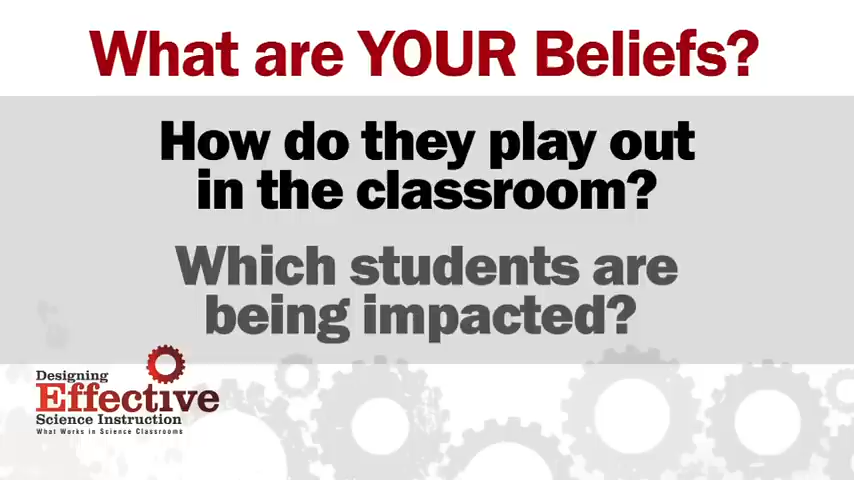 What are YOUR Beliefs?
How do they play out
in the classroom?
Which students are
being impacted?
Designing
Effective
Science Instruction
What Works in Science Classrooms